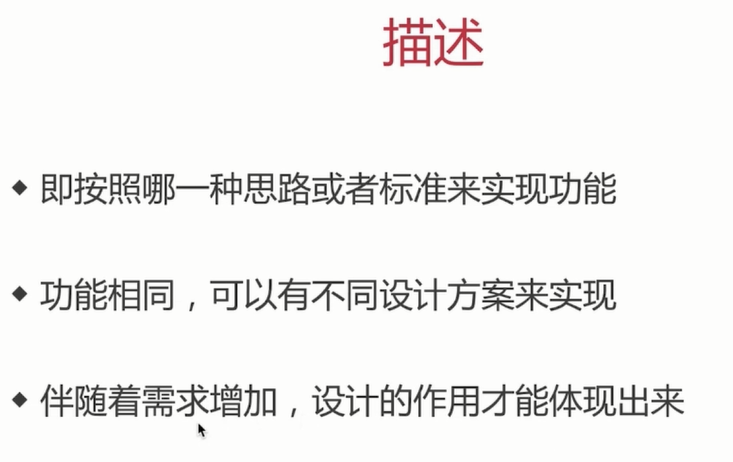 描述
◆ 即按照哪一种思路或者标准来实现功能
◆ 功能相同，可以有不同设计方案来实现
◆ 伴随着需求增加，设计的作用才能体现出来